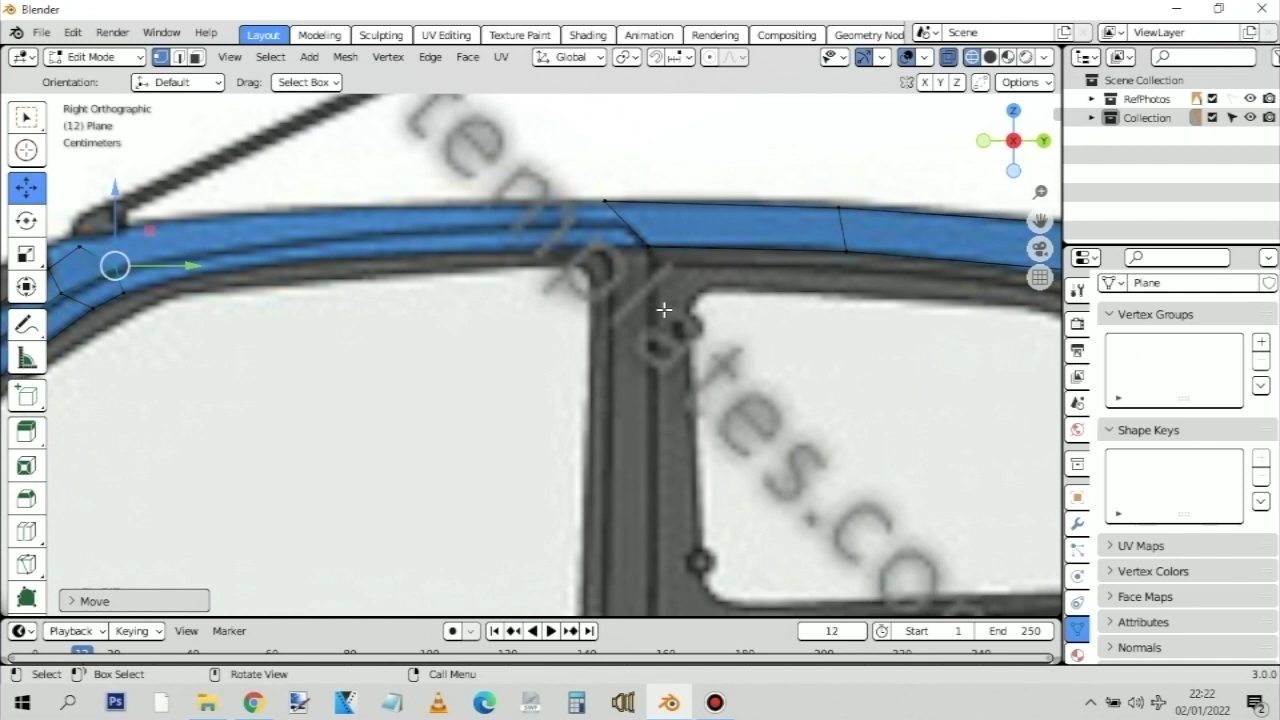 Blender
File Edit Render Window Help
Layout Modeling Sculpting UV Editing Texture Paint Shading Animation Rendering Compositing Geometry Nod
Scene
ViewLayer
Edit Mode View Select Add Mesh Vertex Edge Face UV Global
Orientation: Default Drag: Select Box X Y Z Options
Right Orthographic
(12) Plane
Centimeters
Z
X
Y
Scene Collection
RefPhotos
Collection
Plane
Vertex Groups
Shape Keys
UV Maps
Vertex Colors
Face Maps
Attributes
Normals
Move
Playback Keying View Marker 12 Start 1 End 250
Select Box Select Rotate View Call Menu 3.0.0
22:22
02/01/2022